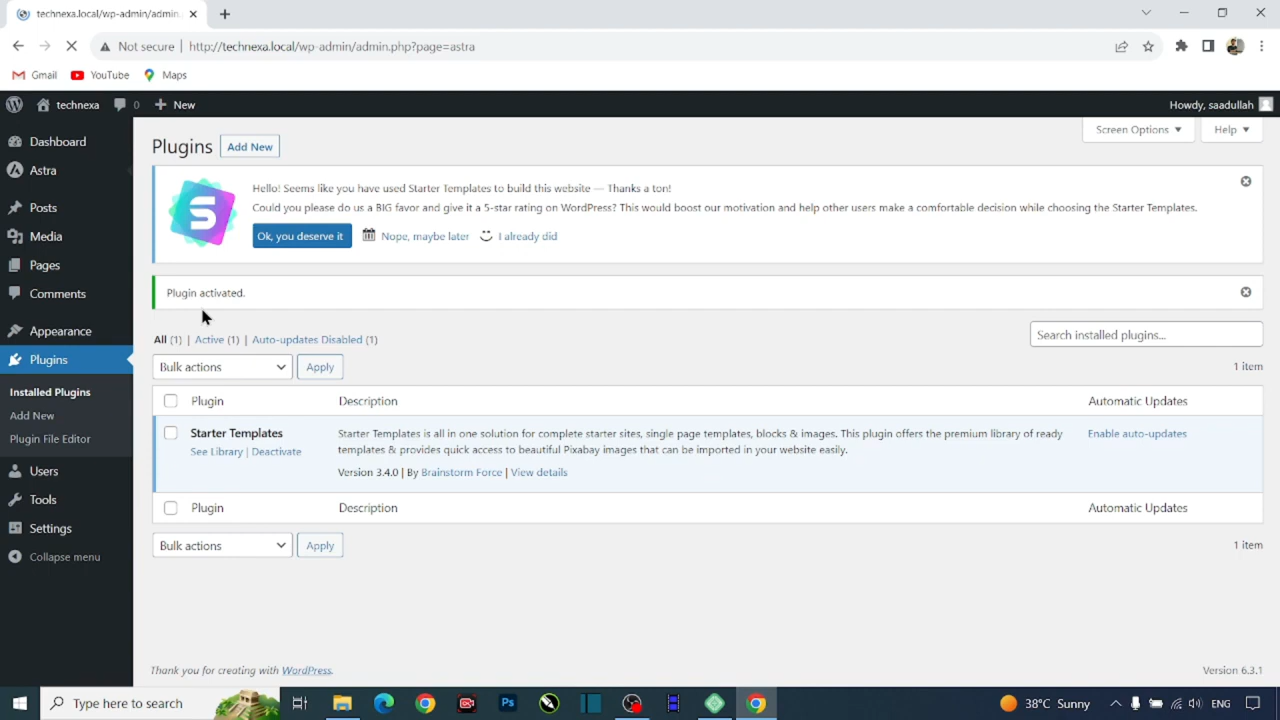 technexa.local/wp-admin/admin.
Not secure | http://technexa.local/wp-admin/admin.php?page=astra
Gmail YouTube Maps
technexa 0 New Howdy, saadullah
Screen Options Help
Plugins Add New
Hello! Seems like you have used Starter Templates to build this website — Thanks a ton!
Could you please do us a BIG favor and give it a 5-star rating on WordPress? This would boost our motivation and help other users make a comfortable decision while choosing the Starter Templates.
Ok, you deserve it Nope, maybe later I already did
Plugin activated.
All (1) | Active (1) | Auto-updates Disabled (1)
Search installed plugins...
Bulk actions Apply 1 item
Plugin Description Automatic Updates
Starter Templates
See Library | Deactivate
Starter Templates is all in one solution for complete starter sites, single page templates, blocks & images. This plugin offers the premium library of ready
templates & provides quick access to beautiful Pixabay images that can be imported in your website easily.
Version 3.4.0 | By Brainstorm Force | View details
Enable auto-updates
Plugin Description Automatic Updates
Bulk actions Apply 1 item
Thank you for creating with WordPress. Version 6.3.1
Dashboard
Astra
Posts
Media
Pages
Comments
Appearance
Plugins
Installed Plugins
Add New
Plugin File Editor
Users
Tools
Settings
Collapse menu
Type here to search Ps 38°C Sunny ENG